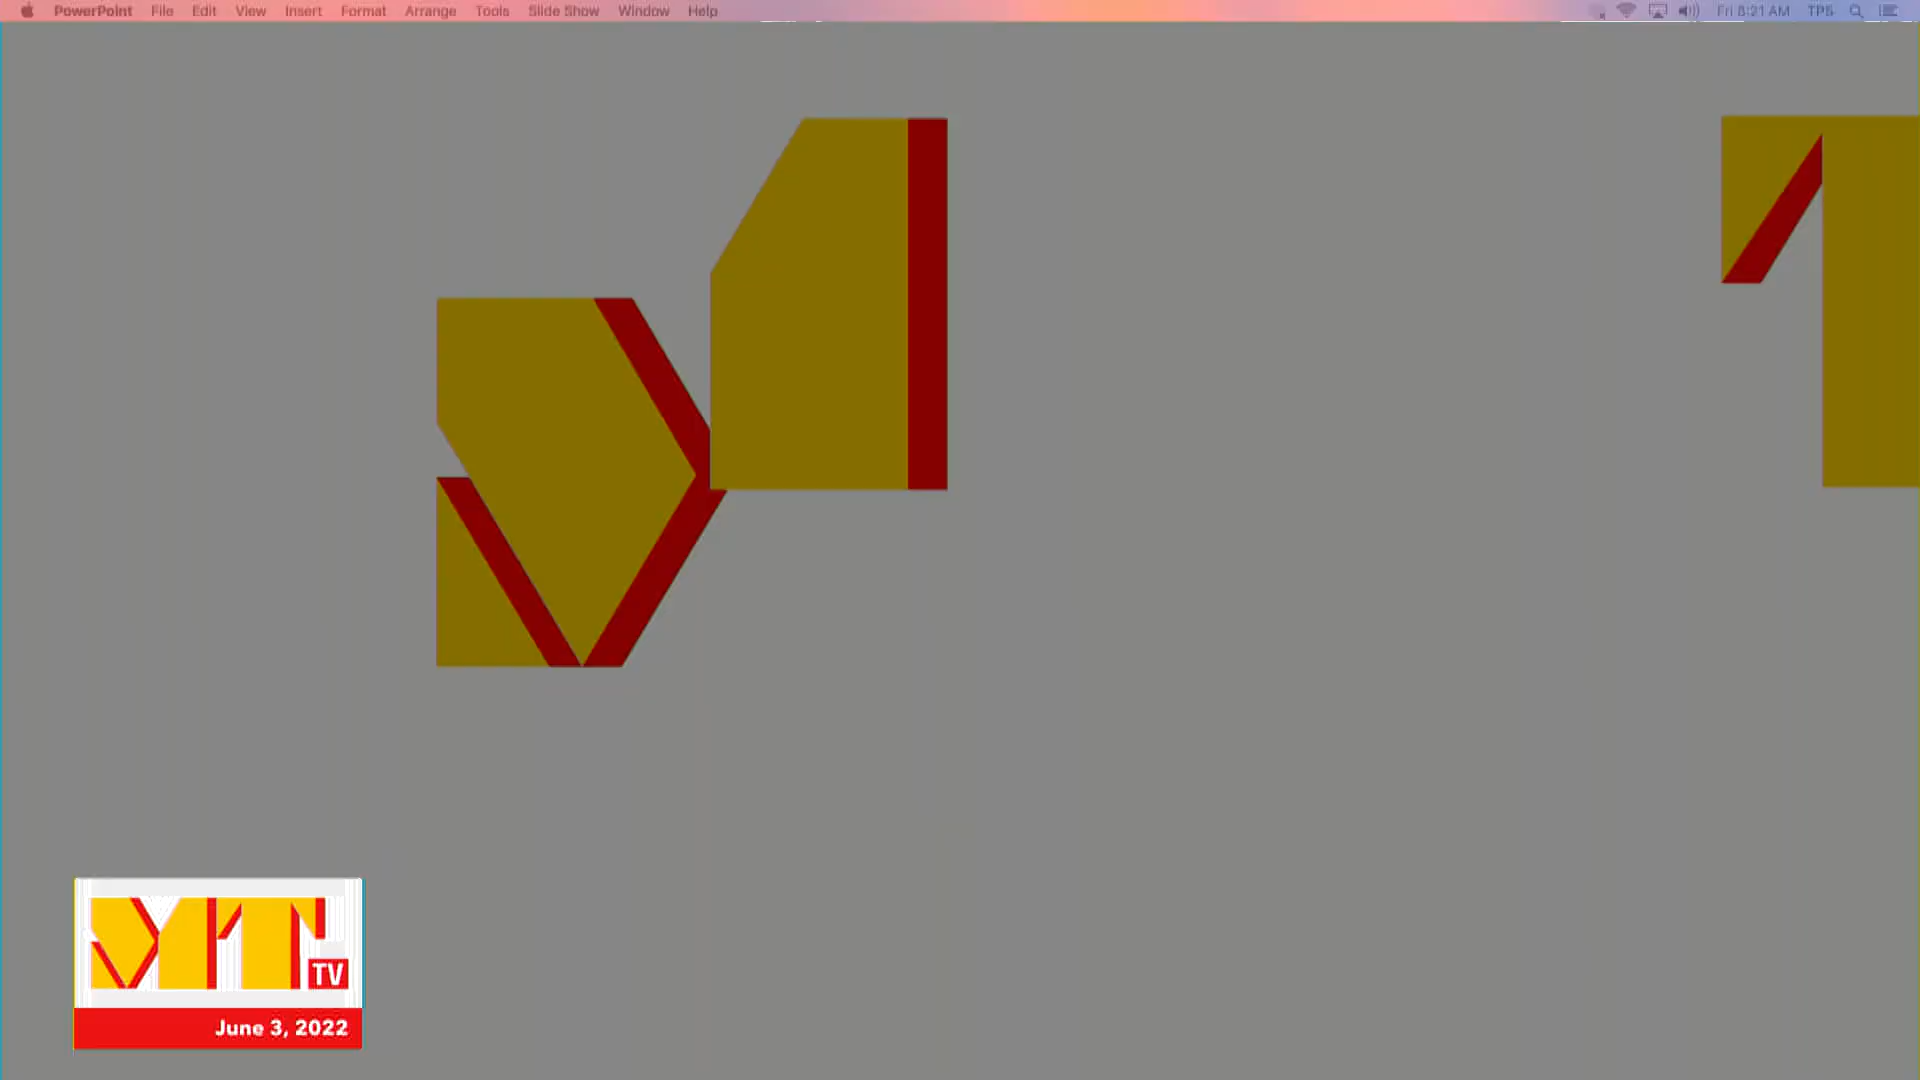 PowerPoint File Edit View Insert Format Arrange Tools Slide Show Window Help Fri 8:21 AM TPS
YIT
TV
June 3, 2022